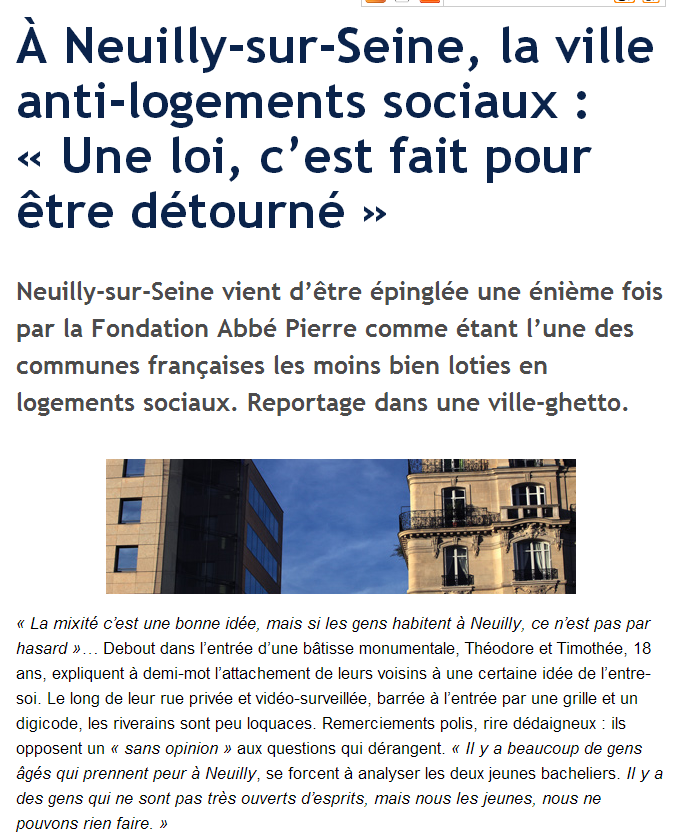 À Neuilly-sur-Seine, la ville
anti-logements sociaux :
« Une loi, c’est fait pour
être détourné »
Neuilly-sur-Seine vient d’être épinglée une énième fois
par la Fondation Abbé Pierre comme étant l’une des
communes françaises les moins bien loties en
logements sociaux. Reportage dans une ville-ghetto.
« La mixité c’est une bonne idée, mais si les gens habitent à Neuilly, ce n’est pas par
hasard »… Debout dans l’entrée d’une bâtisse monumentale, Théodore et Timothée, 18
ans, expliquent à demi-mot l’attachement de leurs voisins à une certaine idée de l’entre-
soi. Le long de leur rue privée et vidéo-surveillée, barrée à l’entrée par une grille et un
digicode, les riverains sont peu loquaces. Remerciements polis, rire dédaigneux : ils
opposent un « sans opinion » aux questions qui dérangent. « Il y a beaucoup de gens
âgés qui prennent peur à Neuilly, se forcent à analyser les deux jeunes bacheliers. Il y a
des gens qui ne sont pas très ouverts d’esprits, mais nous les jeunes, nous ne
pouvons rien faire. »